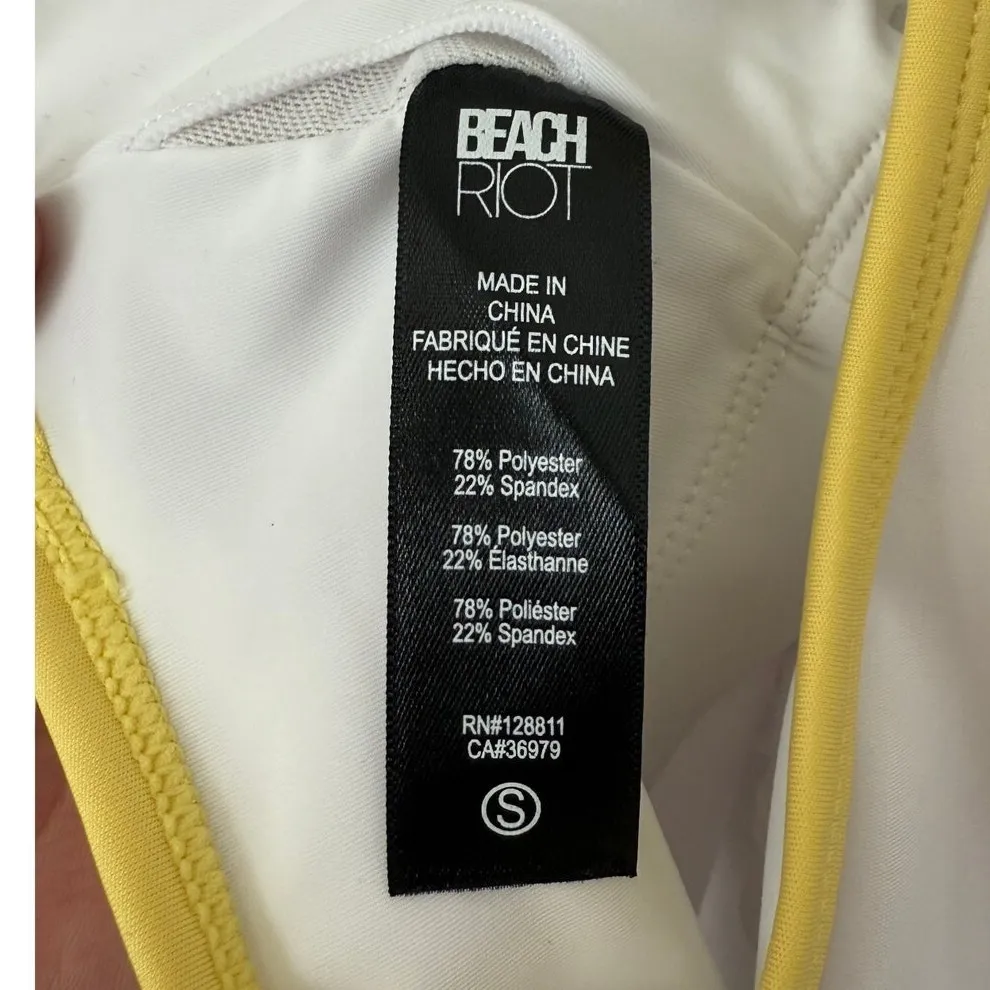 BEACH
RIOT
MADE IN
CHINA
FABRIQUÉ EN CHINE
HECHO EN CHINA
78% Polyester
22% Spandex
78% Polyester
22% Élasthanne
78% Poliéster
22% Spandex
RN#128811
CA#36979
S